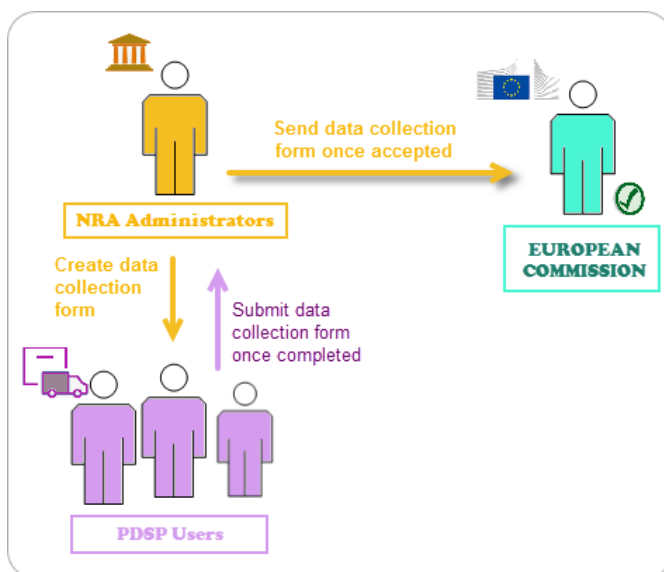 Send data collection
form once accepted
NRA Administrators
EUROPEAN
COMMISSION
Create data
collection
form
Submit data
collection form
once completed
PDSP Users